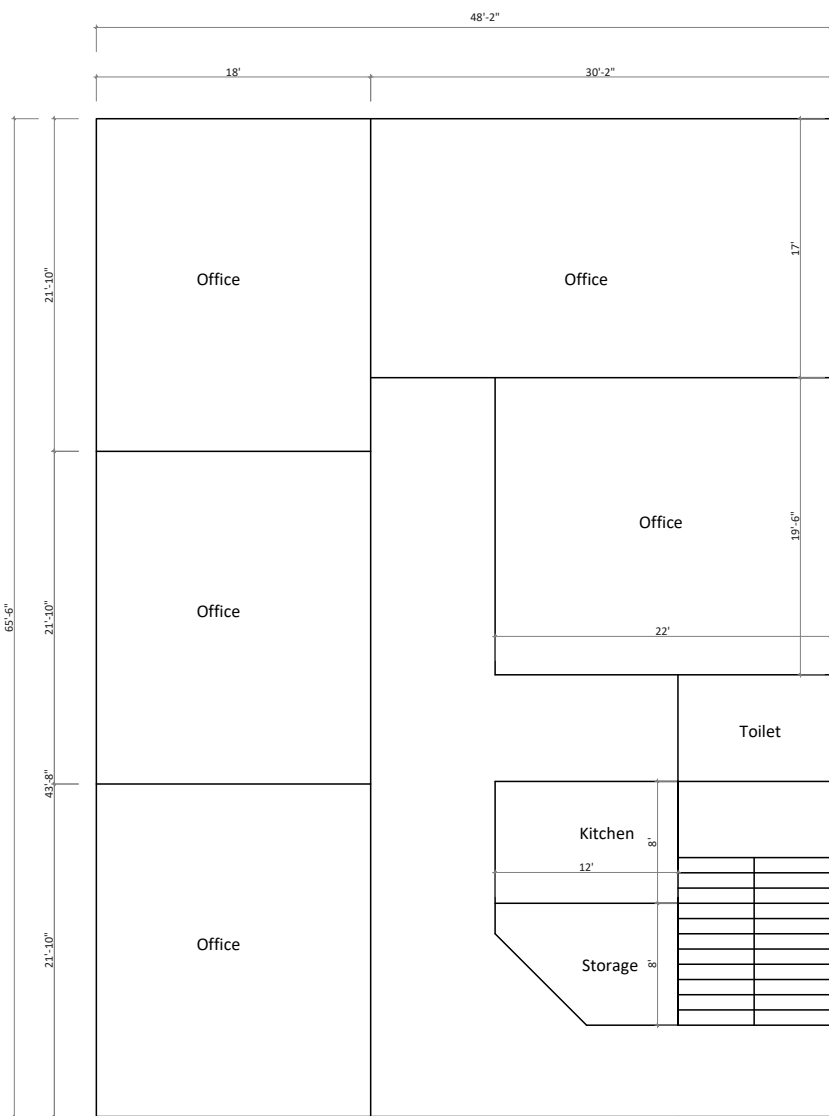 48'-2"
18'
30'-2"
21'-10"
17'
Office
Office
Office
19'-6"
21'-10"
Office
65'-6"
22'
Toilet
43'-8"
Kitchen
8'
12'
21'-10"
Office
Storage
8'